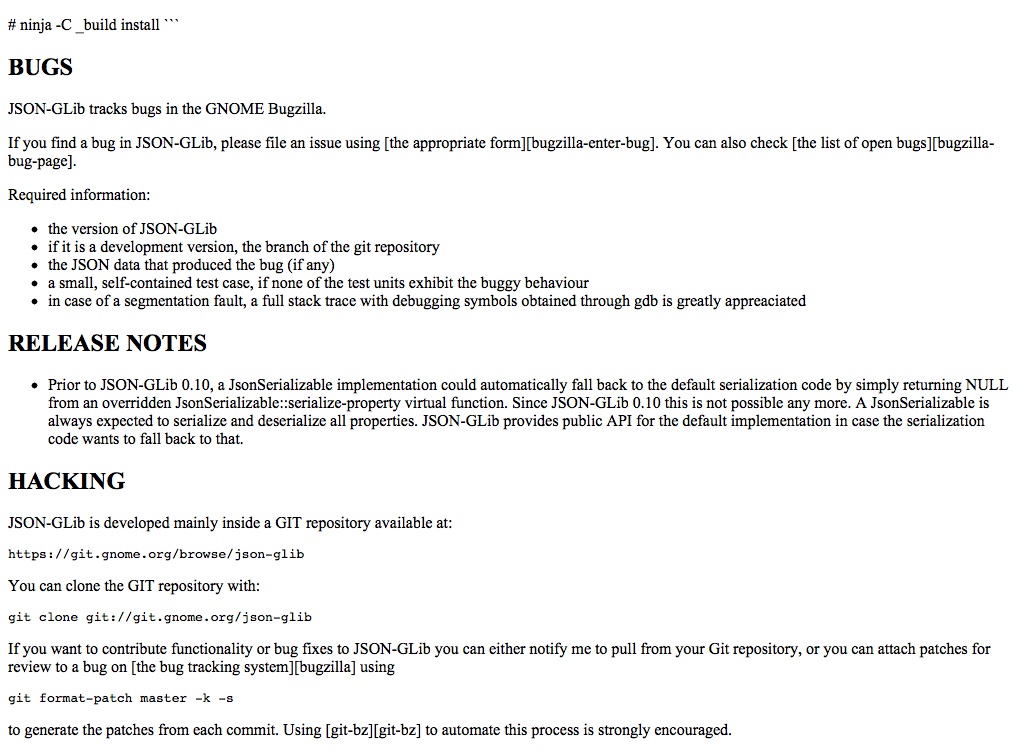 # ninja -C _build install ```
BUGS
JSON-GLib tracks bugs in the GNOME Bugzilla.
If you find a bug in JSON-GLib, please file an issue using [the appropriate form][bugzilla-enter-bug]. You can also check [the list of open bugs][bugzilla-
bug-page].
Required information:
• the version of JSON-GLib
• if it is a development version, the branch of the git repository
• the JSON data that produced the bug (if any)
• a small, self-contained test case, if none of the test units exhibit the buggy behaviour
• in case of a segmentation fault, a full stack trace with debugging symbols obtained through gdb is greatly appreaciated
RELEASE NOTES
• Prior to JSON-GLib 0.10, a JsonSerializable implementation could automatically fall back to the default serialization code by simply returning NULL
from an overridden JsonSerializable::serialize-property virtual function. Since JSON-GLib 0.10 this is not possible any more. A JsonSerializable is
always expected to serialize and deserialize all properties. JSON-GLib provides public API for the default implementation in case the serialization
code wants to fall back to that.
HACKING
JSON-GLib is developed mainly inside a GIT repository available at:
https://git.gnome.org/browse/json-glib
You can clone the GIT repository with:
git clone git://git.gnome.org/json-glib
If you want to contribute functionality or bug fixes to JSON-GLib you can either notify me to pull from your Git repository, or you can attach patches for
review to a bug on [the bug tracking system][bugzilla] using
git format-patch master -k -s
to generate the patches from each commit. Using [git-bz][git-bz] to automate this process is strongly encouraged.